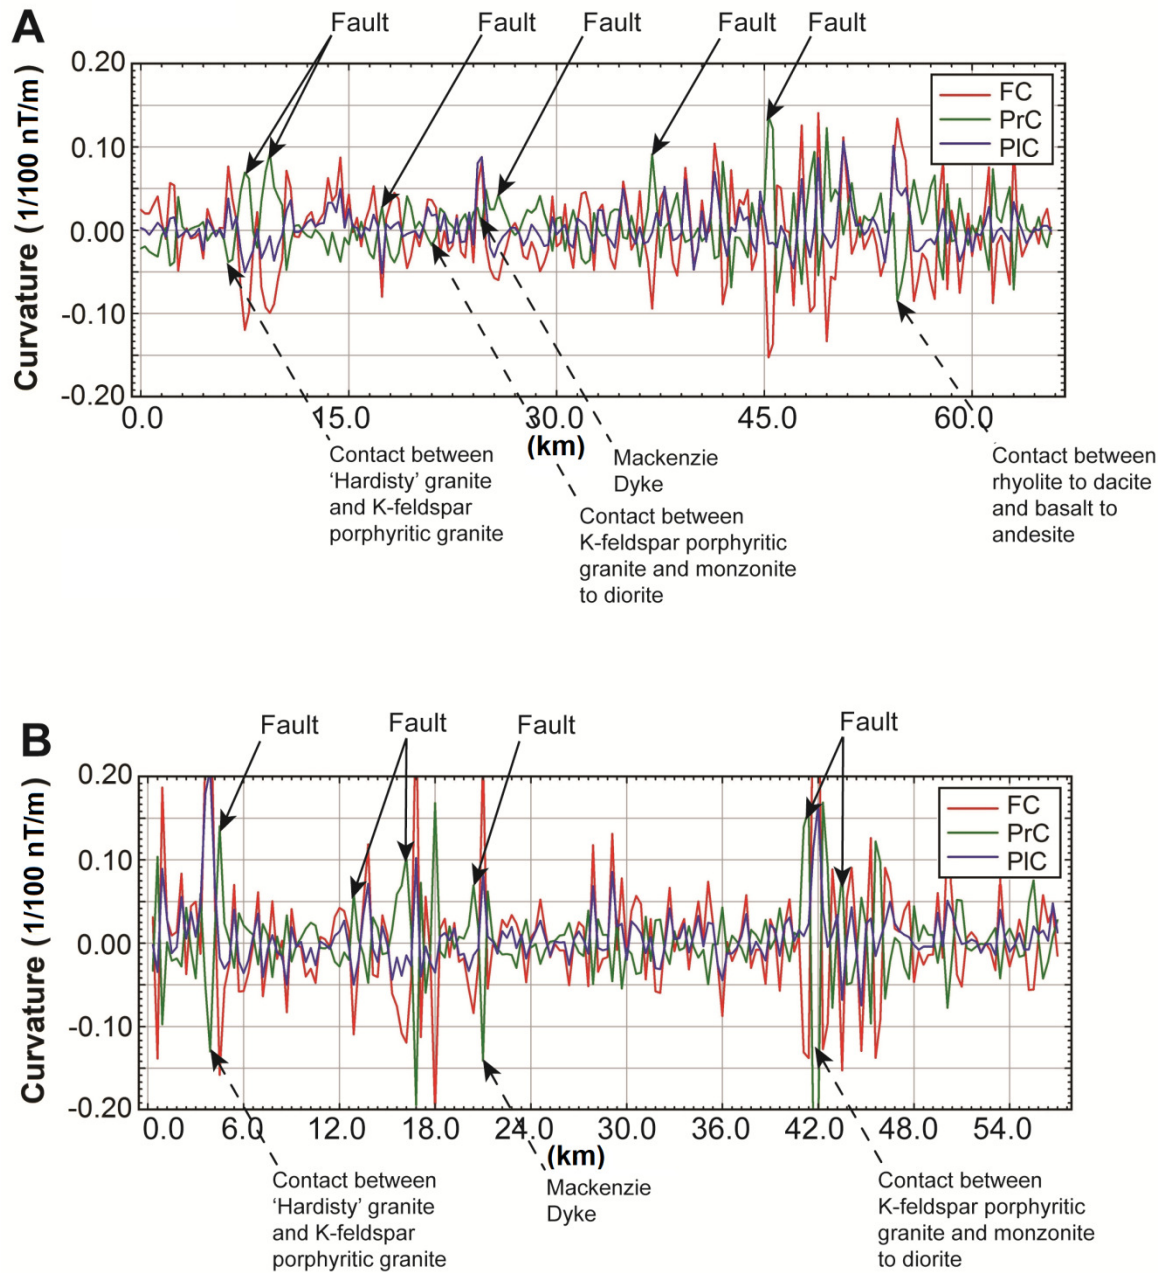 A
Fault
Fault
Fault
Fault
Fault
Curvature (1/100 nT/m)
0.20
0.10
0.00
-0.10
-0.20
FC
PrC
PlC
0.0
15.0
30.0
45.0
60.0
(km)
Contact between
'Hardisty' granite
and K-feldspar
porphyritic granite
Mackenzie
Dyke
Contact between
K-feldspar porphyritic
granite and monzonite
to diorite
Contact between
rhyolite to dacite
and basalt to
andesite
B
Fault
Fault
Fault
Fault
Curvature (1/100 nT/m)
0.20
0.10
0.00
-0.10
-0.20
FC
PrC
PlC
0.0
6.0
12.0
18.0
24.0
30.0
36.0
42.0
48.0
54.0
(km)
Contact between
'Hardisty' granite
and K-feldspar
porphyritic granite
Mackenzie
Dyke
Contact between
K-feldspar porphyritic
granite and monzonite
to diorite